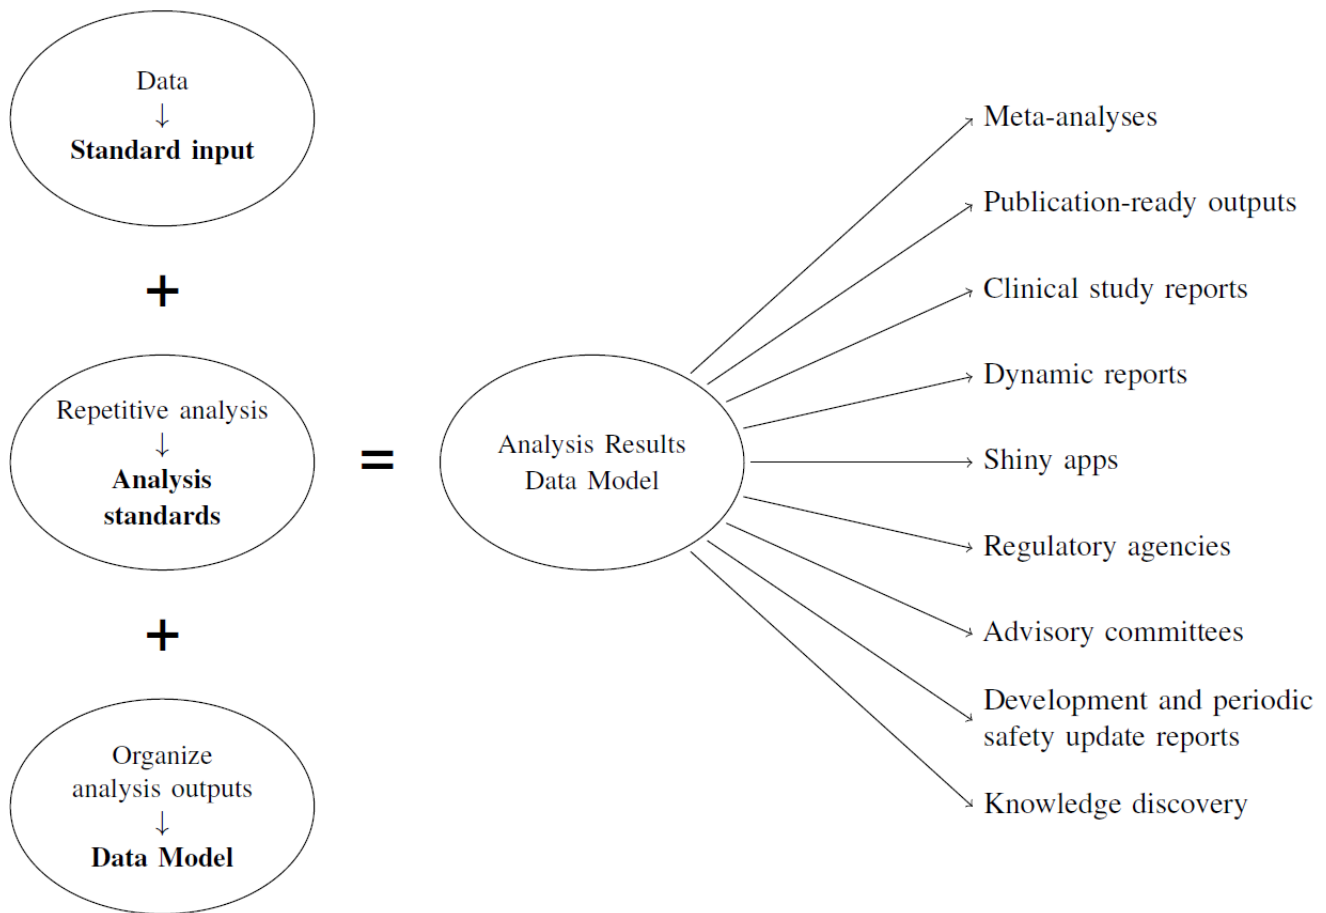 Data
↓
Standard input
+
Repetitive analysis
↓
Analysis
standards
+
Organize
analysis outputs
↓
Data Model
=
Analysis Results
Data Model
Meta-analyses
Publication-ready outputs
Clinical study reports
Dynamic reports
Shiny apps
Regulatory agencies
Advisory committees
Development and periodic
safety update reports
Knowledge discovery